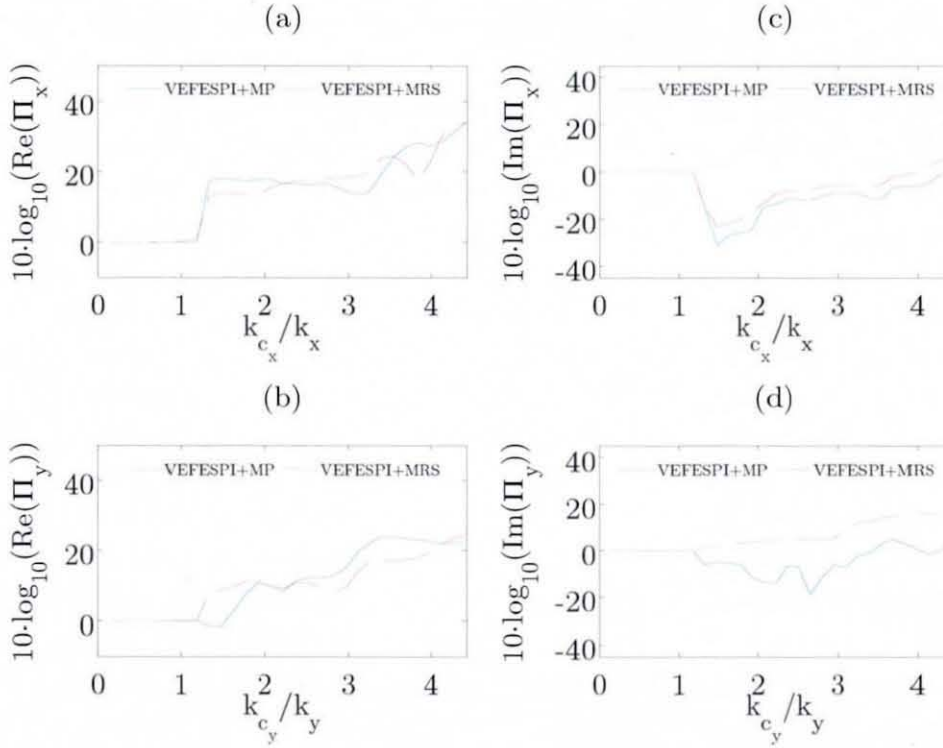 (a)
10·log10(Re(Πx))
VEFESPI+MP VEFESPI+MRS
40
20
0
0 1 2 3 4
kcx/kx
(c)
10·log10(Im(Πx))
VEFESPI+MP VEFESPI+MRS
40
20
0
-20
-40
0 1 2 3 4
kcx/kx
(b)
10·log10(Re(Πy))
VEFESPI+MP VEFESPI+MRS
40
20
0
0 1 2 3 4
kcy/ky
(d)
10·log10(Im(Πy))
VEFESPI+MP VEFESPI+MRS
40
20
0
-20
-40
0 1 2 3 4
kcy/ky